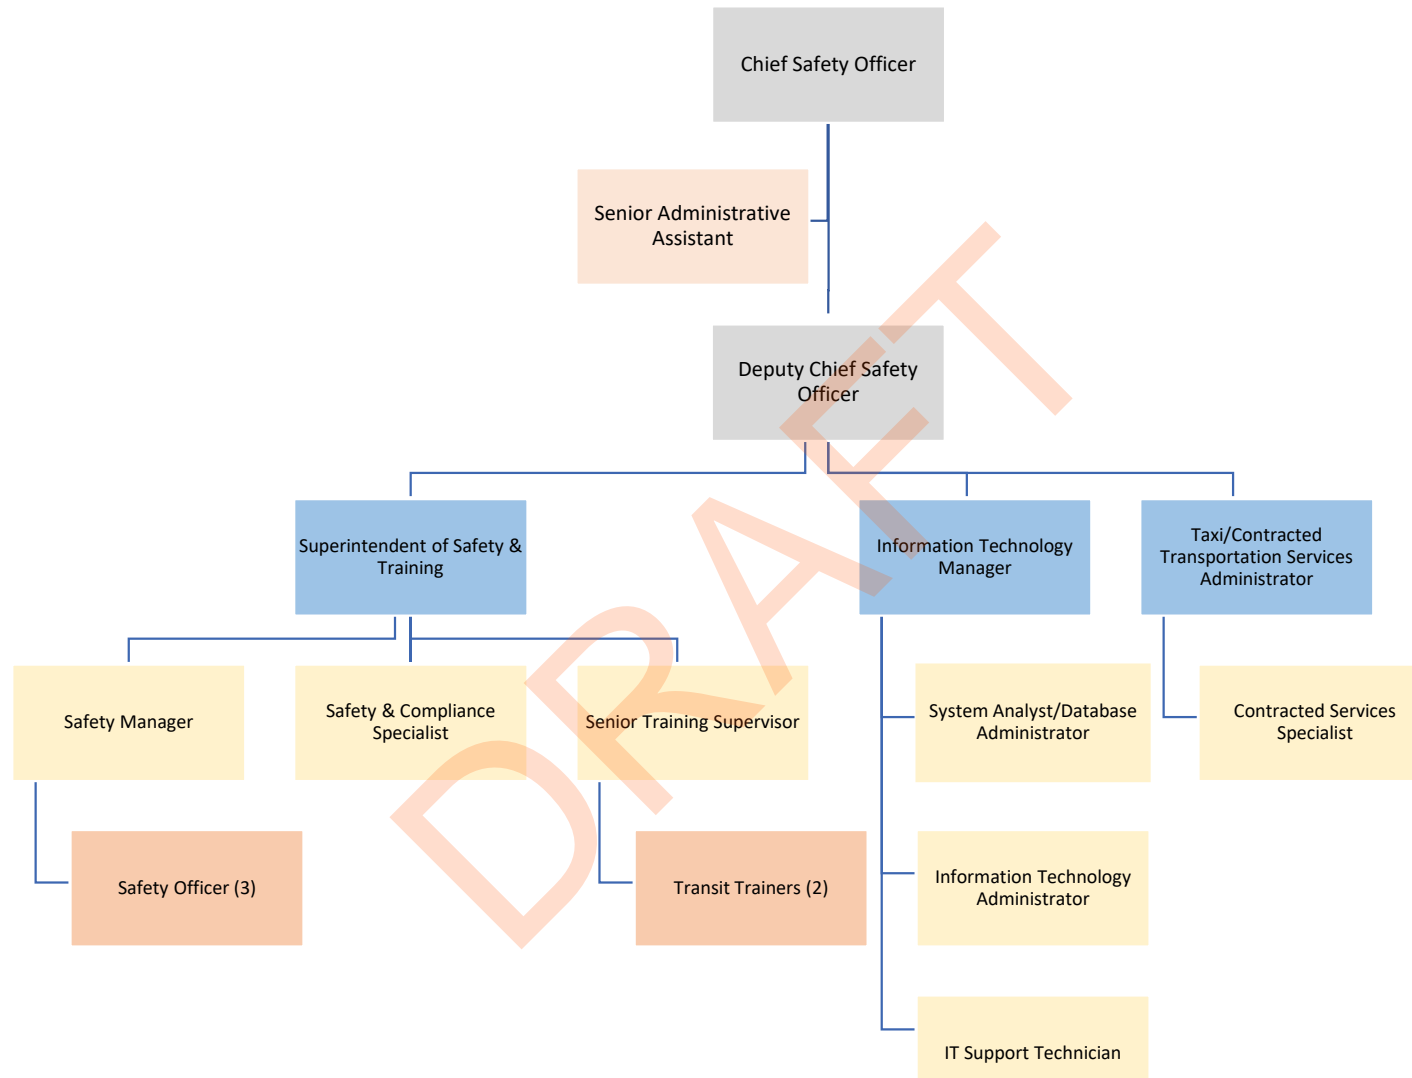 Chief Safety Officer
Senior Administrative
Assistant
Deputy Chief Safety
Officer
Superintendent of Safety &
Training
Information Technology
Manager
Taxi/Contracted
Transportation Services
Administrator
Safety Manager
Safety & Compliance
Specialist
Senior Training Supervisor
System Analyst/Database
Administrator
Contracted Services
Specialist
Safety Officer (3)
Transit Trainers (2)
Information Technology
Administrator
IT Support Technician
DRAFT